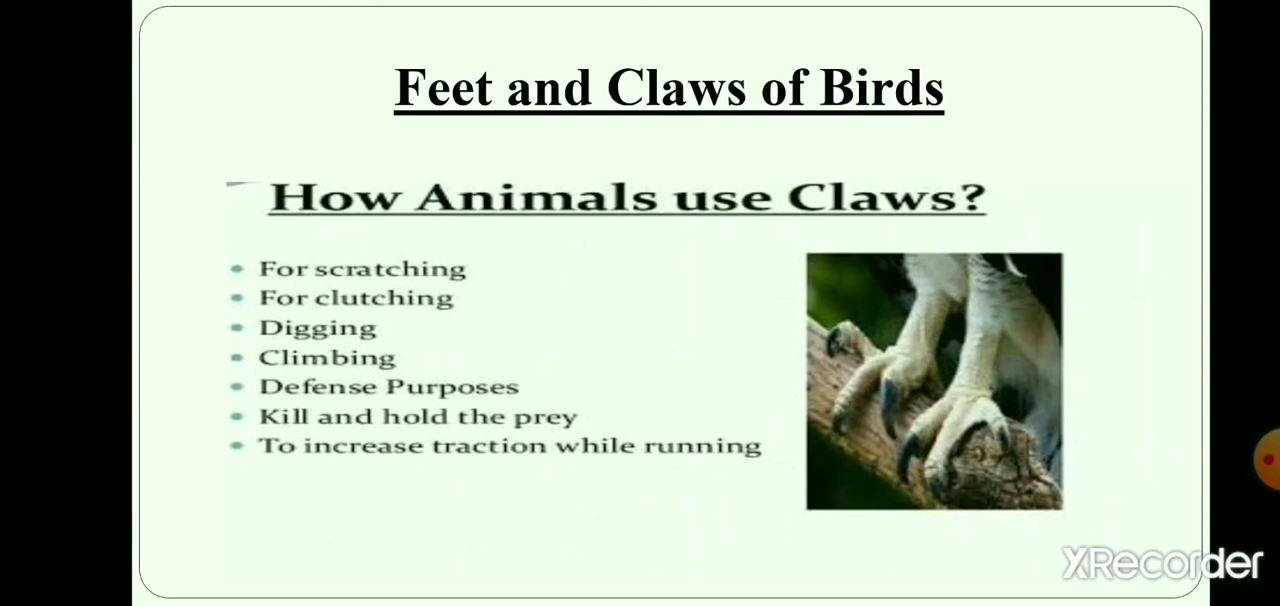 Feet and Claws of Birds
How Animals use Claws?
• For scratching
• For clutching
• Digging
• Climbing
• Defense Purposes
• Kill and hold the prey
• To increase traction while running
XRecorder